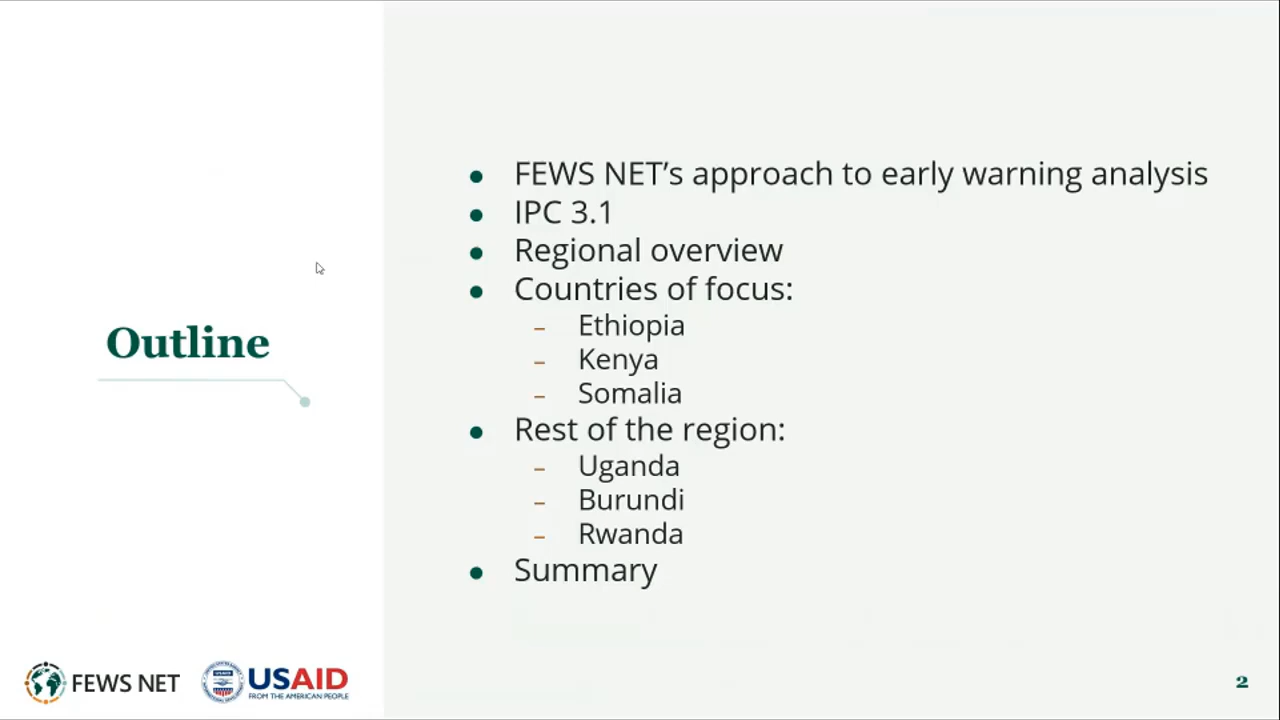 Outline
● FEWS NET’s approach to early warning analysis
● IPC 3.1
● Regional overview
● Countries of focus:
– Ethiopia
– Kenya
– Somalia
● Rest of the region:
– Uganda
– Burundi
– Rwanda
● Summary
FEWS NET
USAID
FROM THE AMERICAN PEOPLE
2